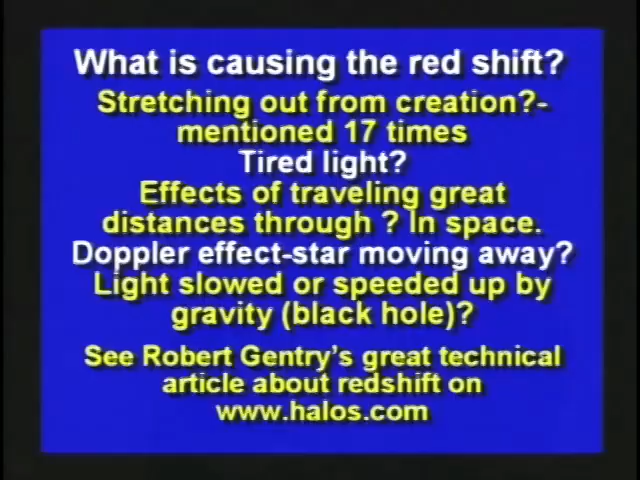 What is causing the red shift?
Stretching out from creation?-
mentioned 17 times
Tired light?
Effects of traveling great
distances through ? In space.
Doppler effect-star moving away?
Light slowed or speeded up by
gravity (black hole)?
See Robert Gentry's great technical
article about redshift on
www.halos.com